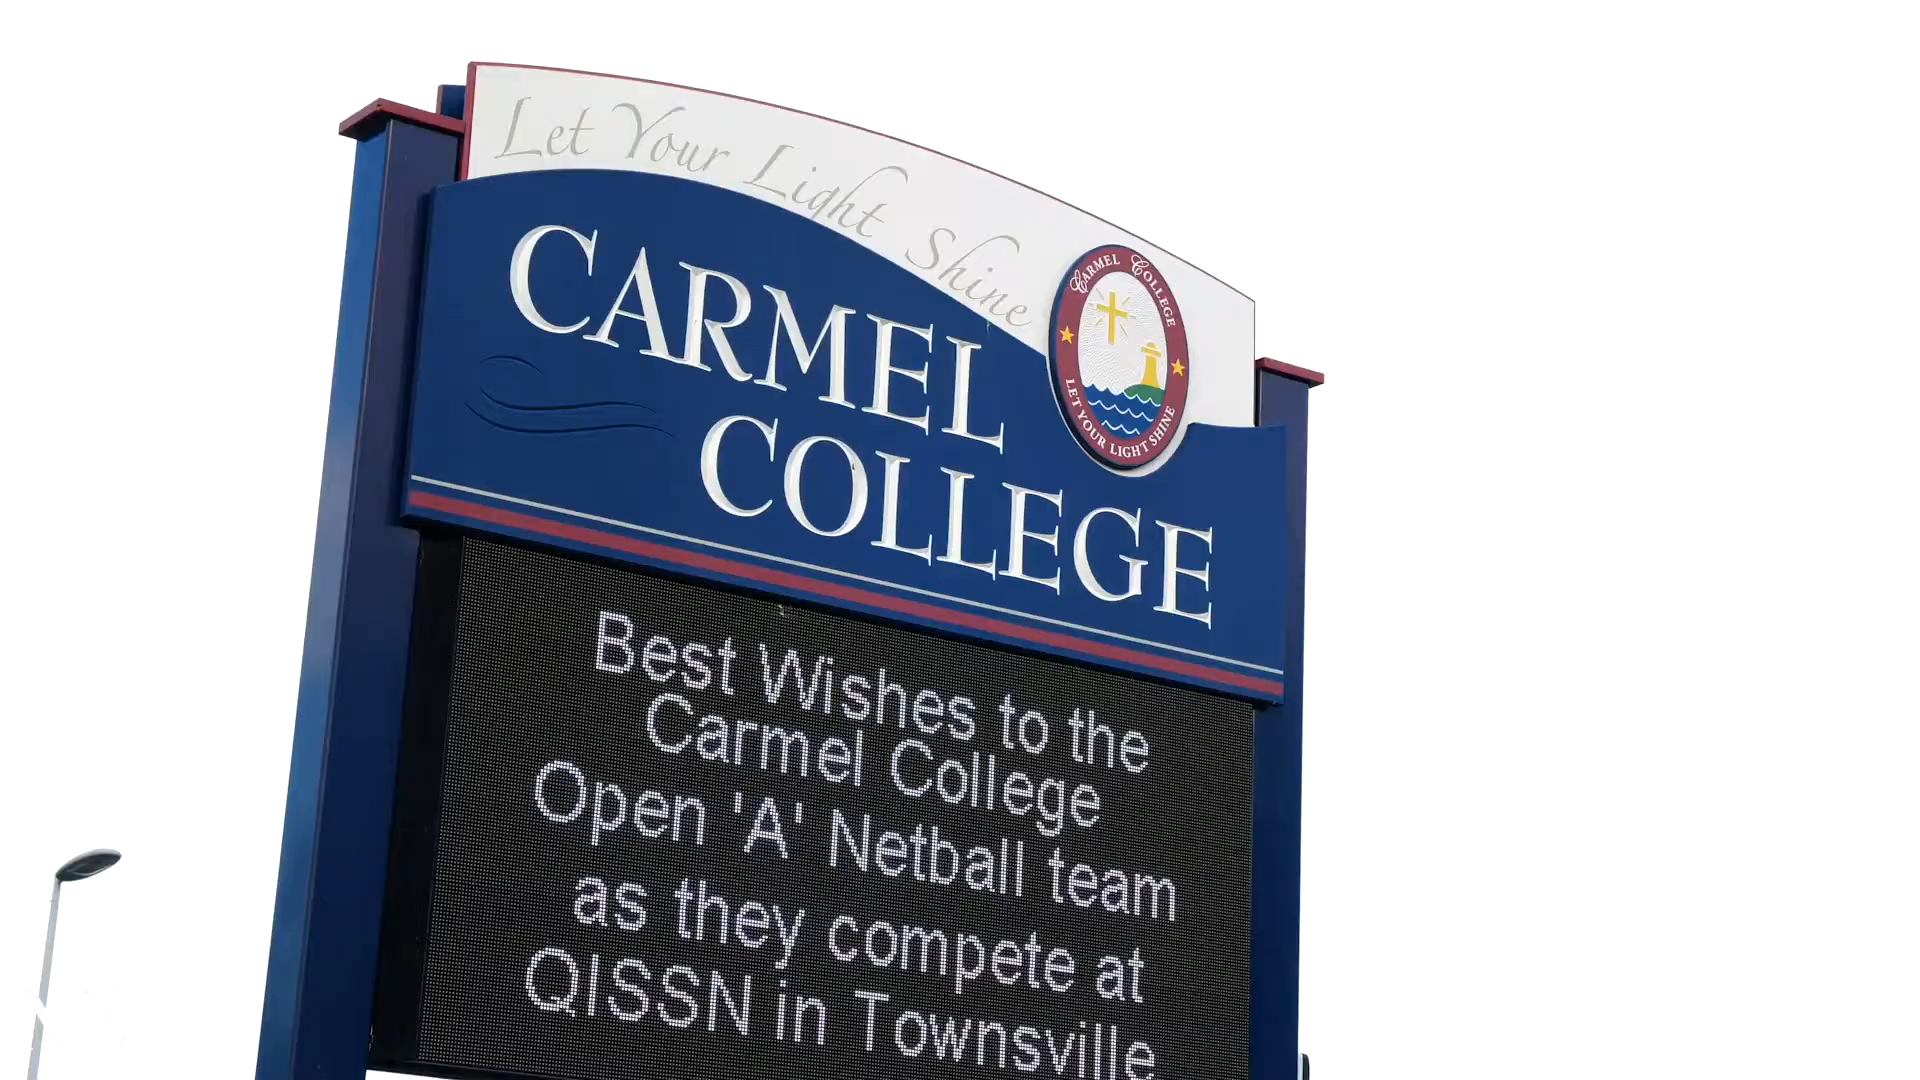 Let Your Light Shine
CARMEL
COLLEGE
CARMEL COLLEGE
LET YOUR LIGHT SHINE
Best Wishes to the
Carmel College
Open 'A' Netball team
as they compete at
QISSN in Townsville